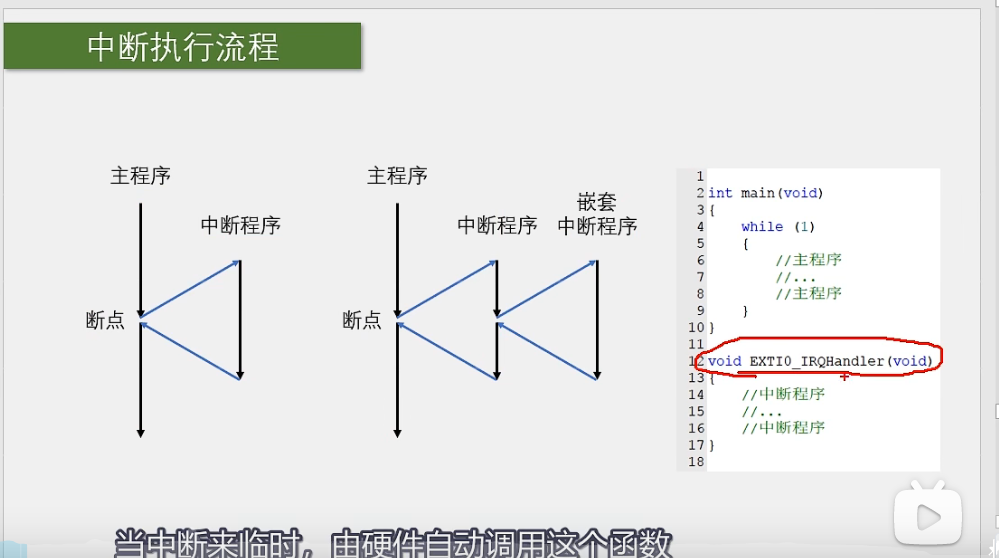 中断执行流程
主程序
中断程序
断点
主程序
中断程序
嵌套
中断程序
断点
1
2 int main(void)
3 {
4 while (1)
5 {
6 //主程序
7 //...
8 //主程序
9 }
10 }
11
12 void EXTI0_IRQHandler(void)
13 {
14 //中断程序
15 //...
16 //中断程序
17 }
18
当中断来临时，由硬件自动调用这个函数